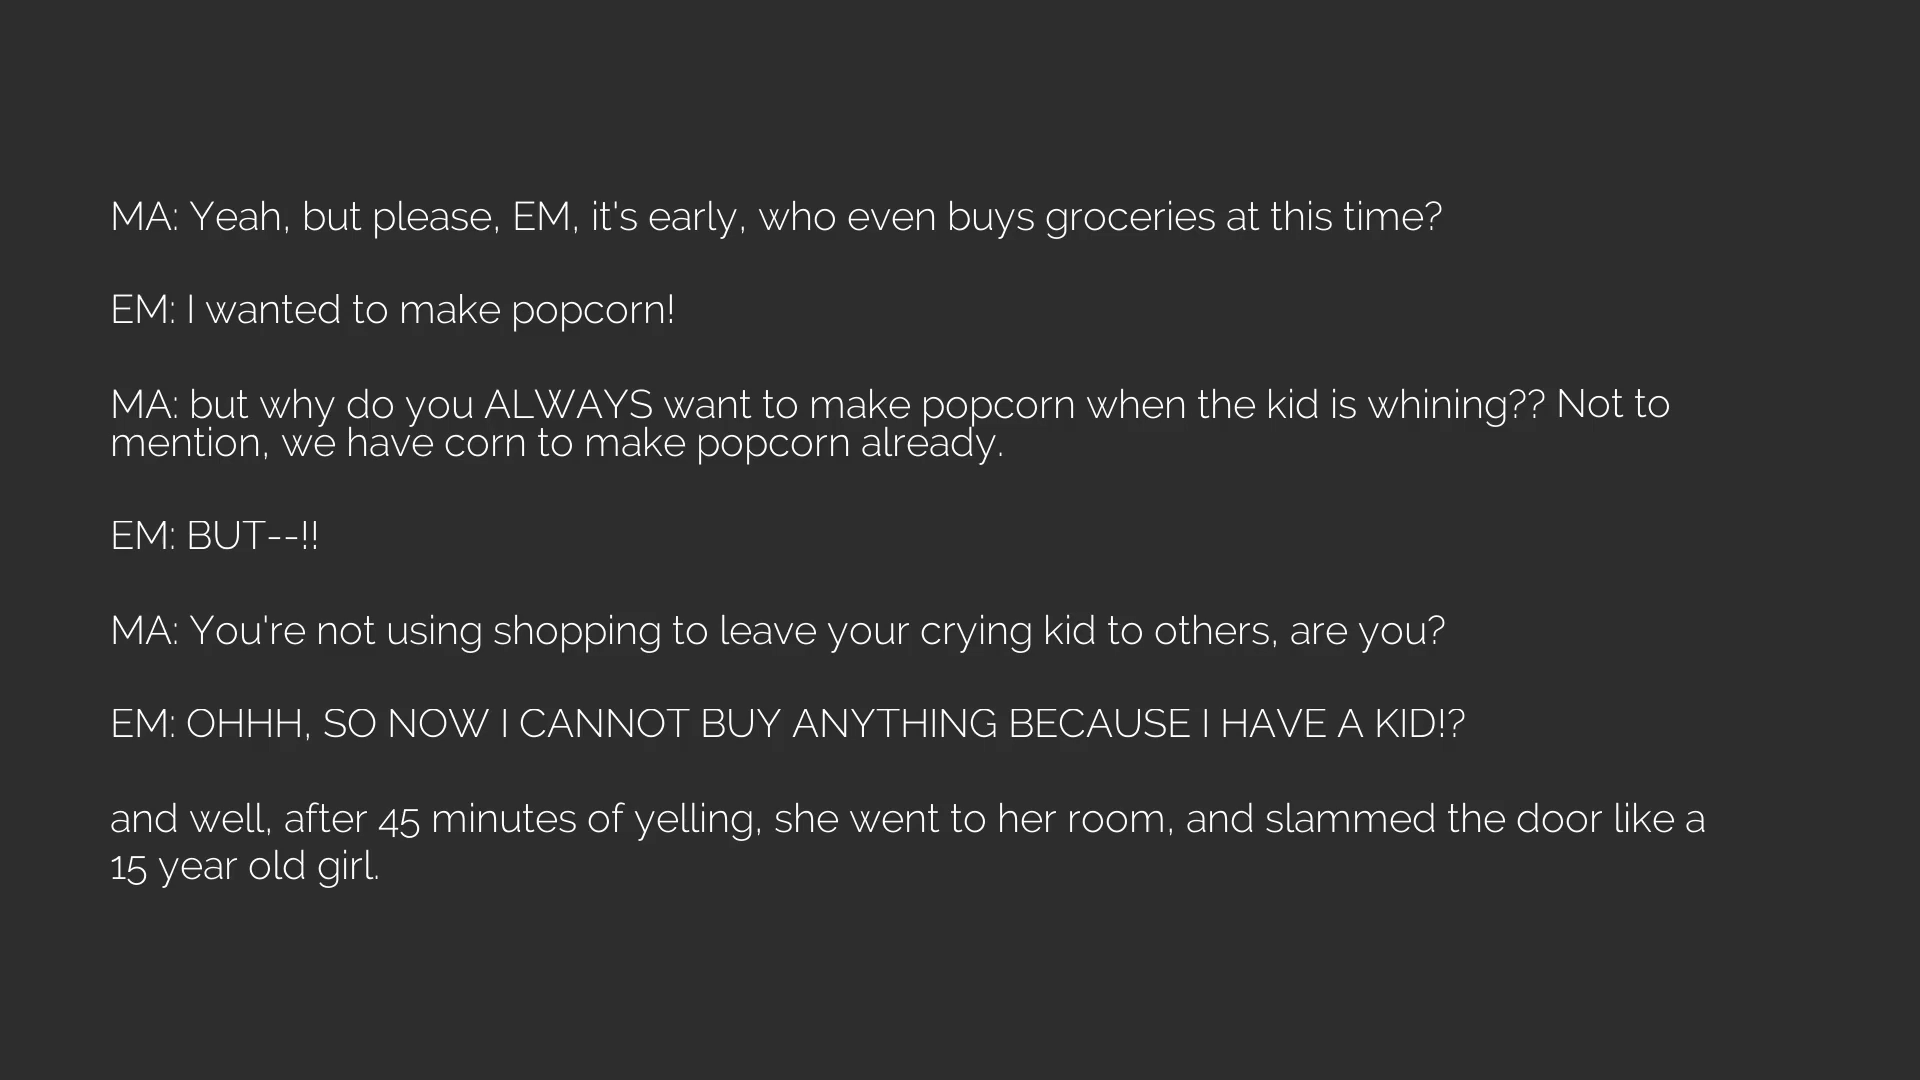 MA: Yeah, but please, EM, it's early, who even buys groceries at this time?
EM: I wanted to make popcorn!
MA: but why do you ALWAYS want to make popcorn when the kid is whining?? Not to
mention, we have corn to make popcorn already.
EM: BUT--!!
MA: You're not using shopping to leave your crying kid to others, are you?
EM: OHHH, SO NOW I CANNOT BUY ANYTHING BECAUSE I HAVE A KID!?
and well, after 45 minutes of yelling, she went to her room, and slammed the door like a
15 year old girl.